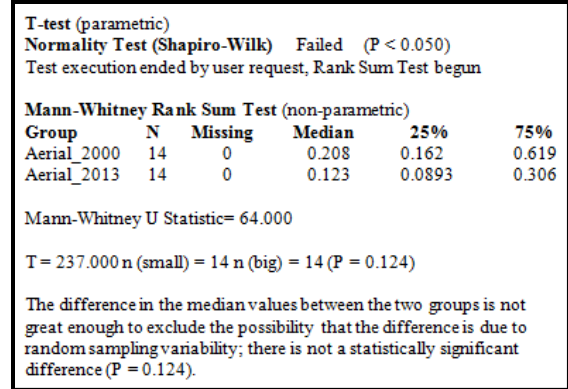 T-test (parametric)
Normality Test (Shapiro-Wilk) Failed (P < 0.050)
Test execution ended by user request, Rank Sum Test begun
Mann-Whitney Rank Sum Test (non-parametric)
Group N Missing Median 25% 75%
Aerial_2000 14 0 0.208 0.162 0.619
Aerial_2013 14 0 0.123 0.0893 0.306
Mann-Whitney U Statistic= 64.000
T = 237.000 n (small) = 14 n (big) = 14 (P = 0.124)
The difference in the median values between the two groups is not
great enough to exclude the possibility that the difference is due to
random sampling variability; there is not a statistically significant
difference (P = 0.124).